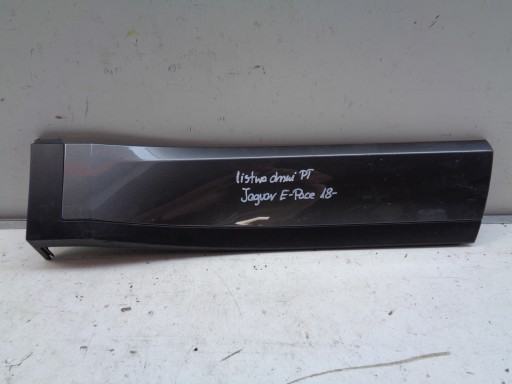 listwa drzwi PT
Jaguar E-Pace 18-